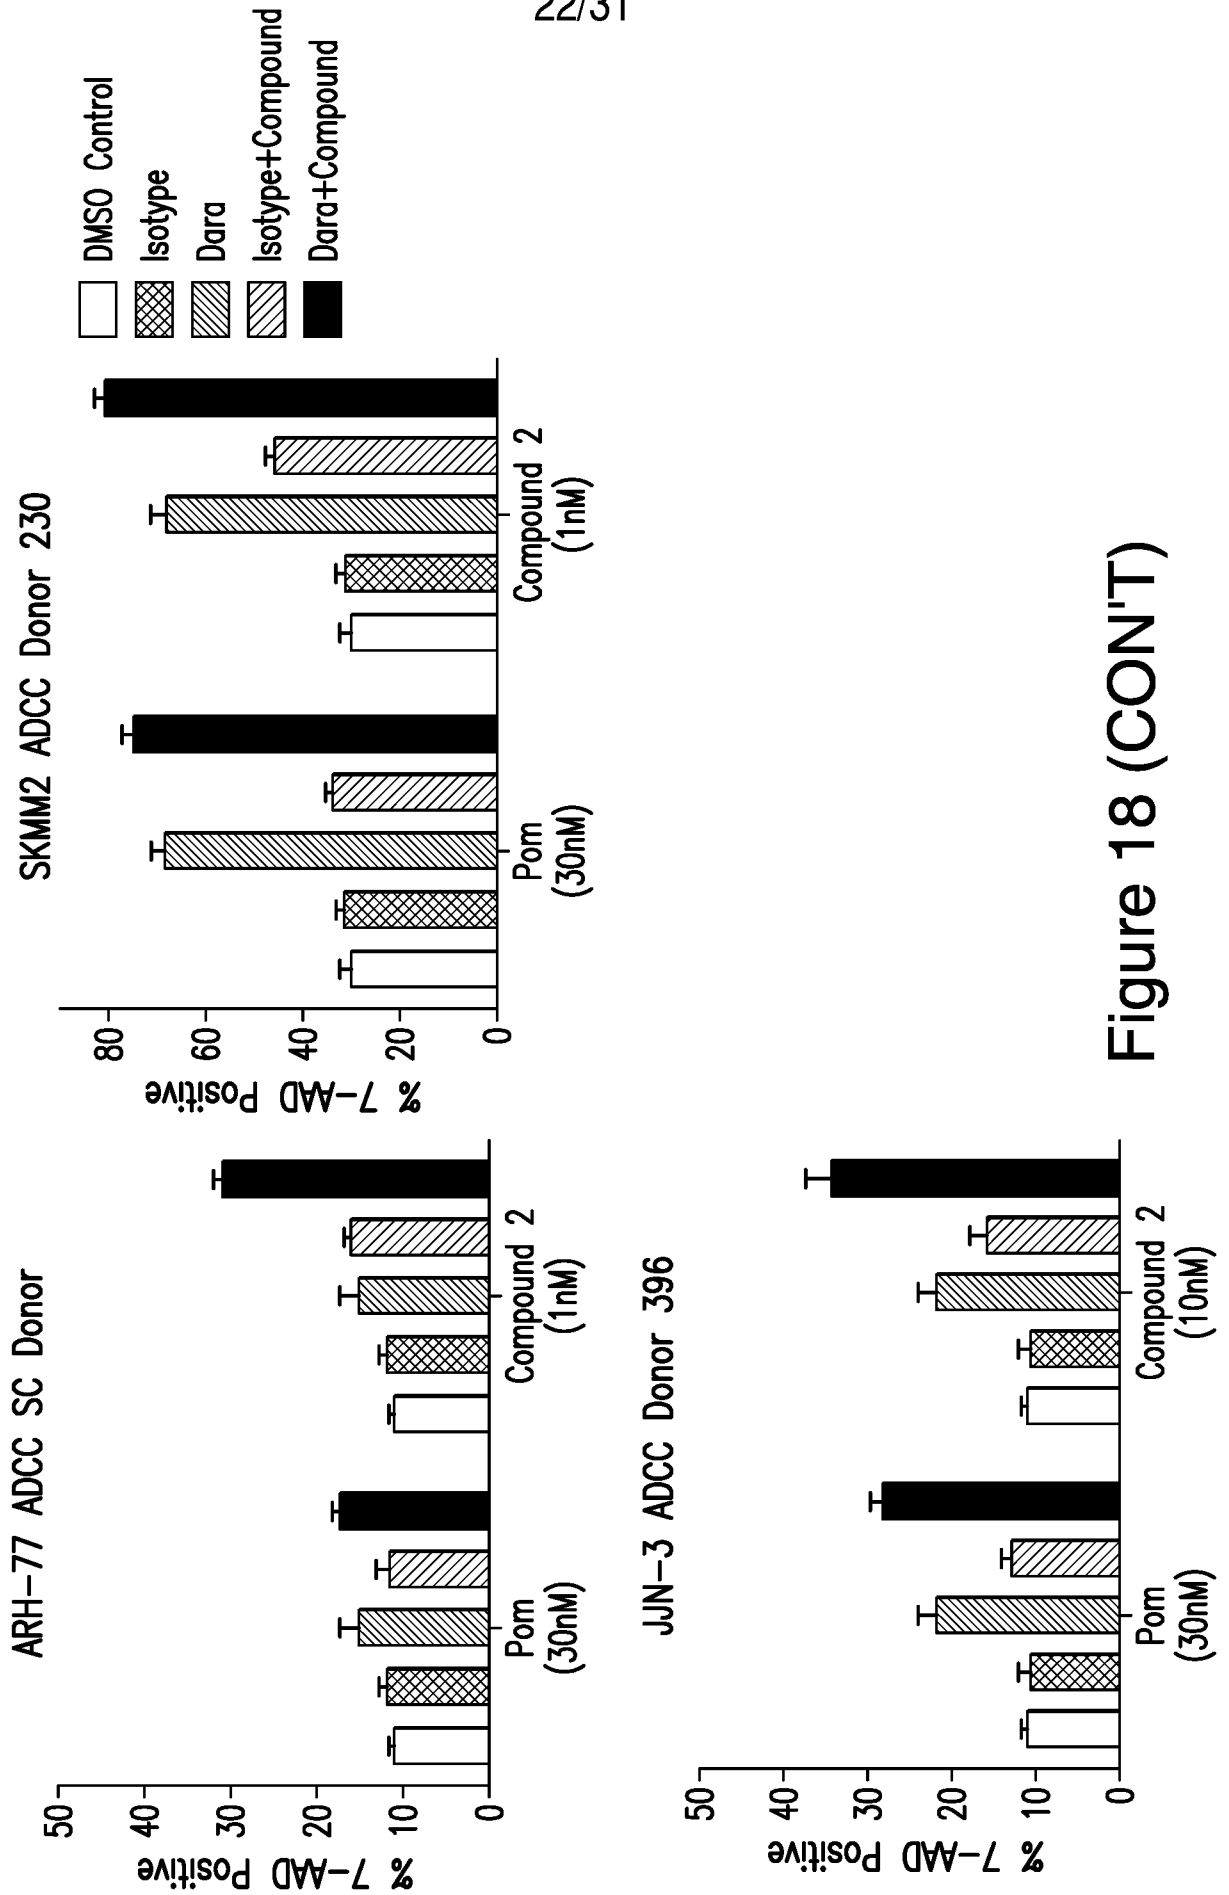 22/31
ARH-77 ADCC SC Donor
% 7-AAD Positive
50
40
30
20
10
0
Pom
(30nM)
Compound 2
(1nM)
SKMM2 ADCC Donor 230
% 7-AAD Positive
80
60
40
20
0
Pom
(30nM)
Compound 2
(1nM)
DMSO Control
Isotype
Dara
Isotype+Compound
Dara+Compound
JJN-3 ADCC Donor 396
% 7-AAD Positive
50
40
30
20
10
0
Pom
(30nM)
Compound 2
(10nM)
Figure 18 (CON'T)